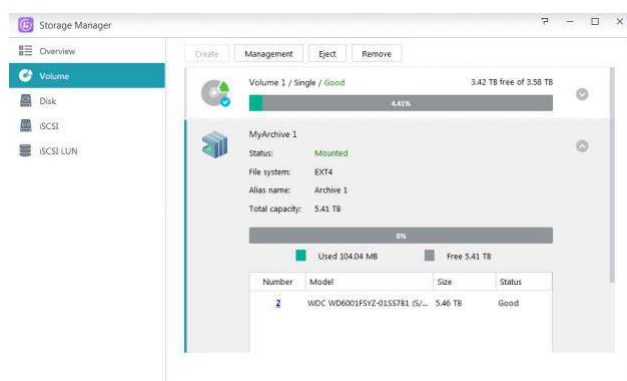 Storage Manager
Overview
Volume
Disk
iSCSI
iSCSI LUN
Create Management Eject Remove
Volume 1 / Single / Good 3.42 TB free of 3.58 TB
4.41%
MyArchive 1
Status: Mounted
File system: EXT4
Alias name: Archive 1
Total capacity: 5.41 TB
0%
Used 104.04 MB Free 5.41 TB
Number Model Size Status
2 WDC WD6001FSYZ-01SS7B1 (S/... 5.46 TB Good